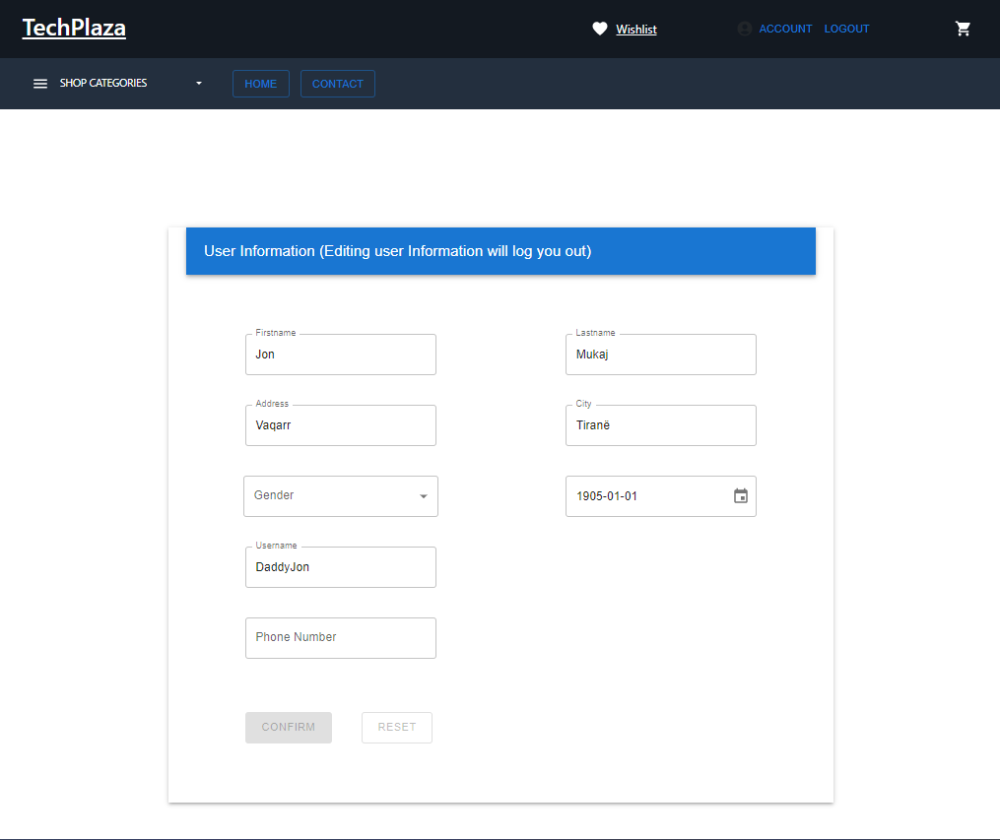 TechPlaza
Wishlist
ACCOUNT
LOGOUT
SHOP CATEGORIES
HOME
CONTACT
User Information (Editing user Information will log you out)
Firstname
Jon
Lastname
Mukaj
Address
Vaqarr
City
Tiranë
Gender
1905-01-01
Username
DaddyJon
Phone Number
CONFIRM
RESET